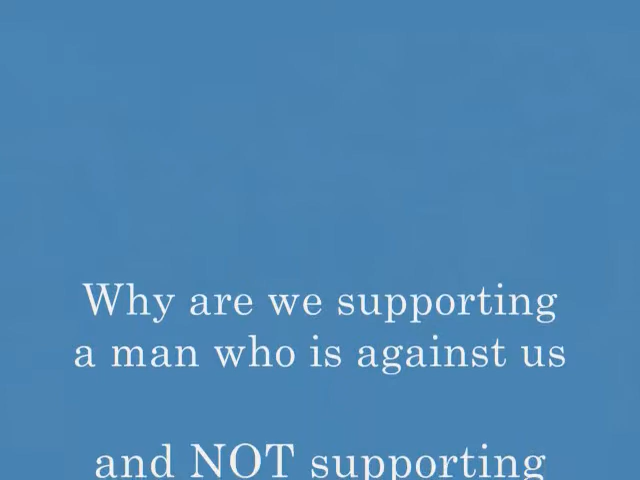 Why are we supporting
a man who is against us
and NOT supporting